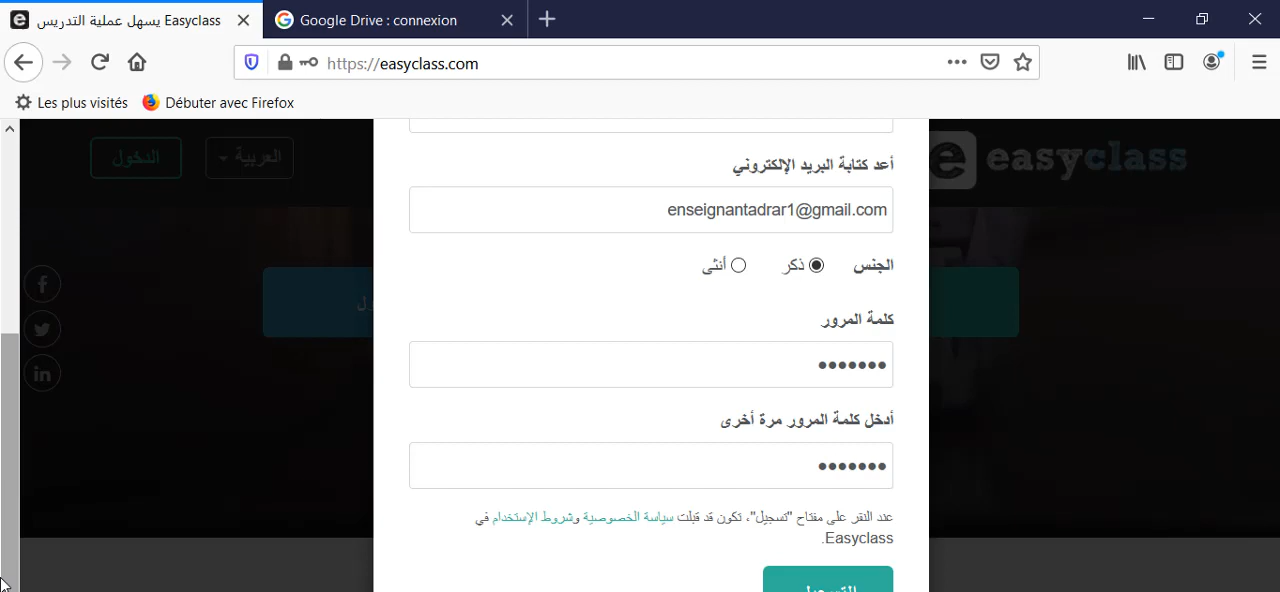 Easyclass يسهل عملية التدريس
Google Drive : connexion
https://easyclass.com
Les plus visités
Débuter avec Firefox
الدخول
العربية
easyclass
أعد كتابة البريد الإلكتروني
enseignantadrar1@gmail.com
الجنس
ذكر
أنثى
كلمة المرور
•••••••
أدخل كلمة المرور مرة أخرى
•••••••
عند النقر على مفتاح "تسجيل"، تكون قد قبلت سياسة الخصوصية وشروط الإستخدام في
Easyclass.
التسجيل